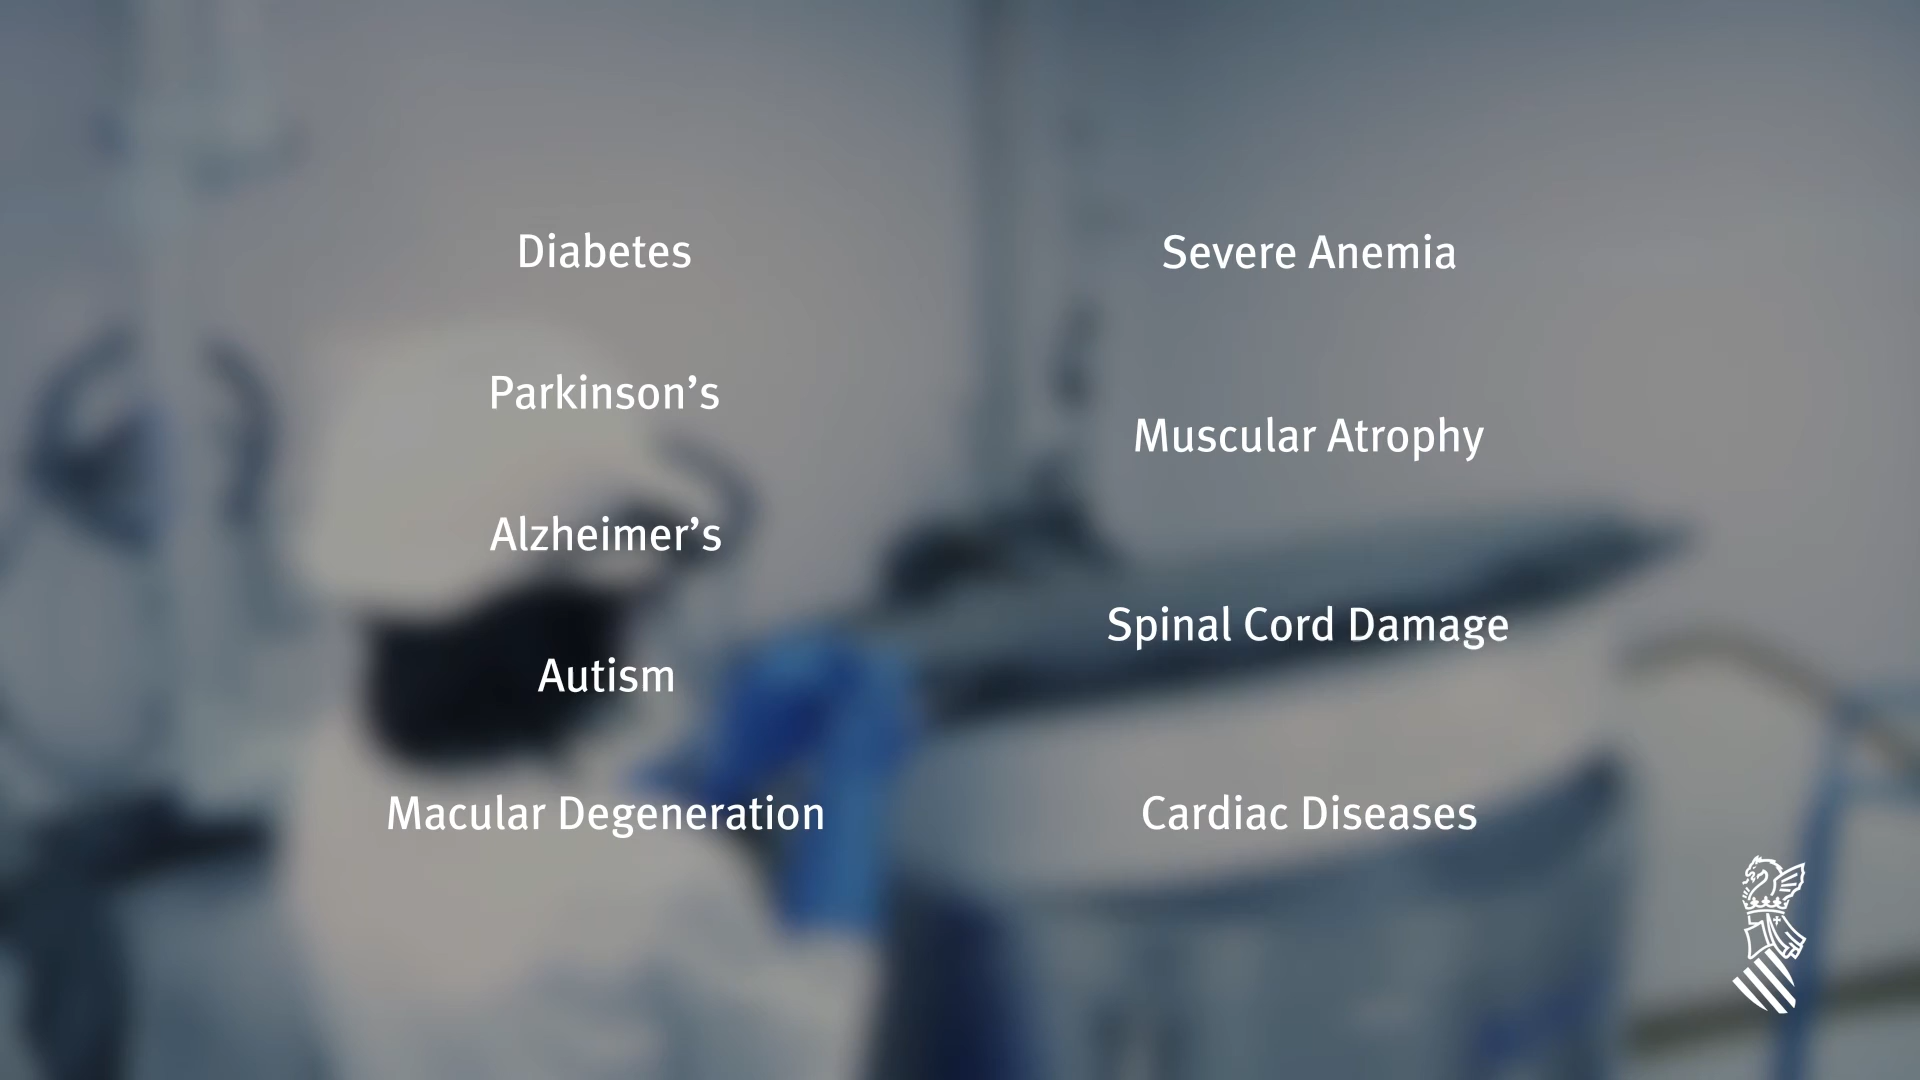 Diabetes
Parkinson’s
Alzheimer’s
Autism
Macular Degeneration
Severe Anemia
Muscular Atrophy
Spinal Cord Damage
Cardiac Diseases